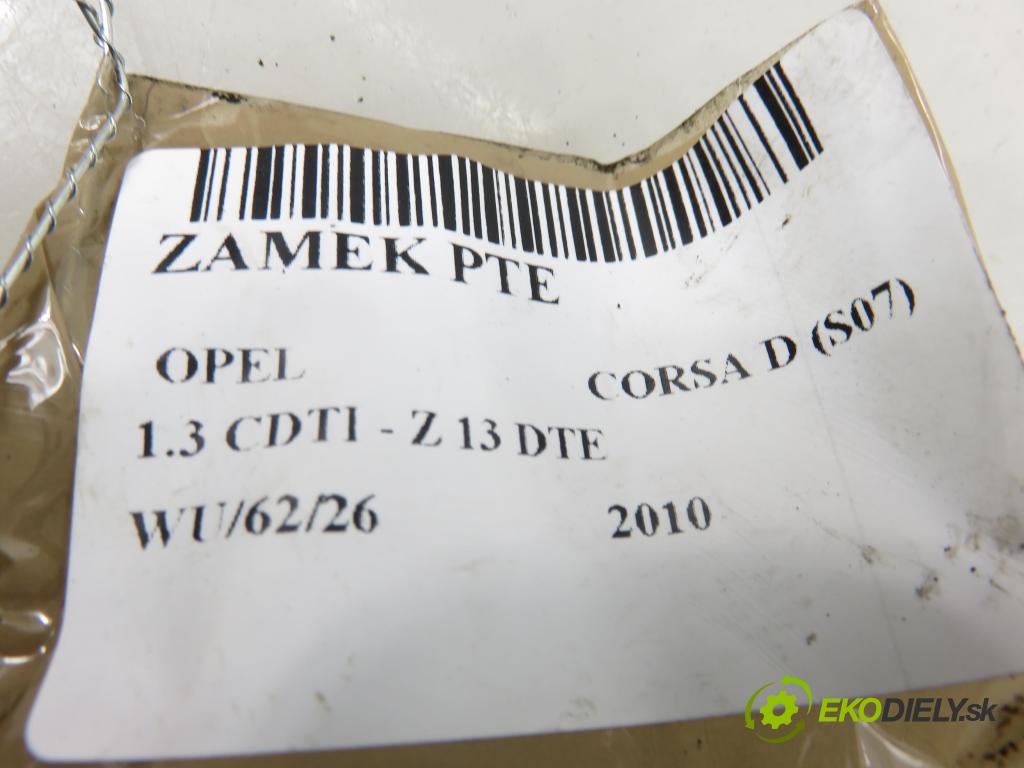 ZAMEK PTE
OPEL CORSA D (S07)
1.3 CDTI - Z 13 DTE
WU/62/26 2010
EKODIELY.sk